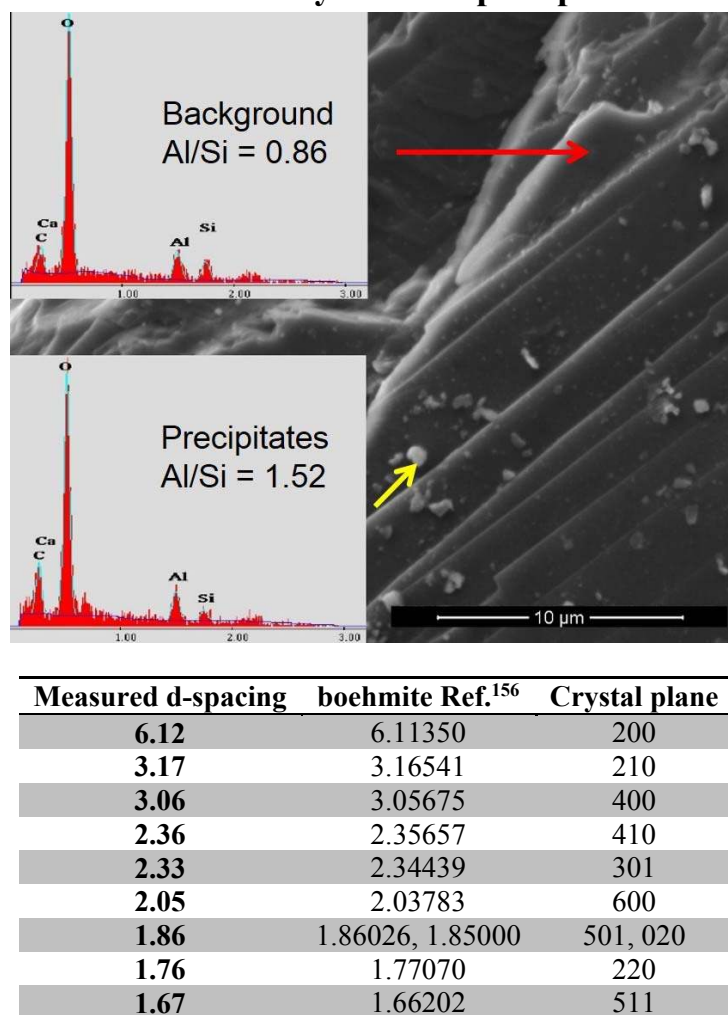 O
Background
Al/Si = 0.86
Ca
C
Al
Si
1.00 2.00 3.00
O
Precipitates
Al/Si = 1.52
Ca
C
Al
Si
1.00 2.00 3.00
10 µm
Measured d-spacing boehmite Ref.¹⁵⁶ Crystal plane
6.12 6.11350 200
3.17 3.16541 210
3.06 3.05675 400
2.36 2.35657 410
2.33 2.34439 301
2.05 2.03783 600
1.86 1.86026, 1.85000 501, 020
1.76 1.77070 220
1.67 1.66202 511